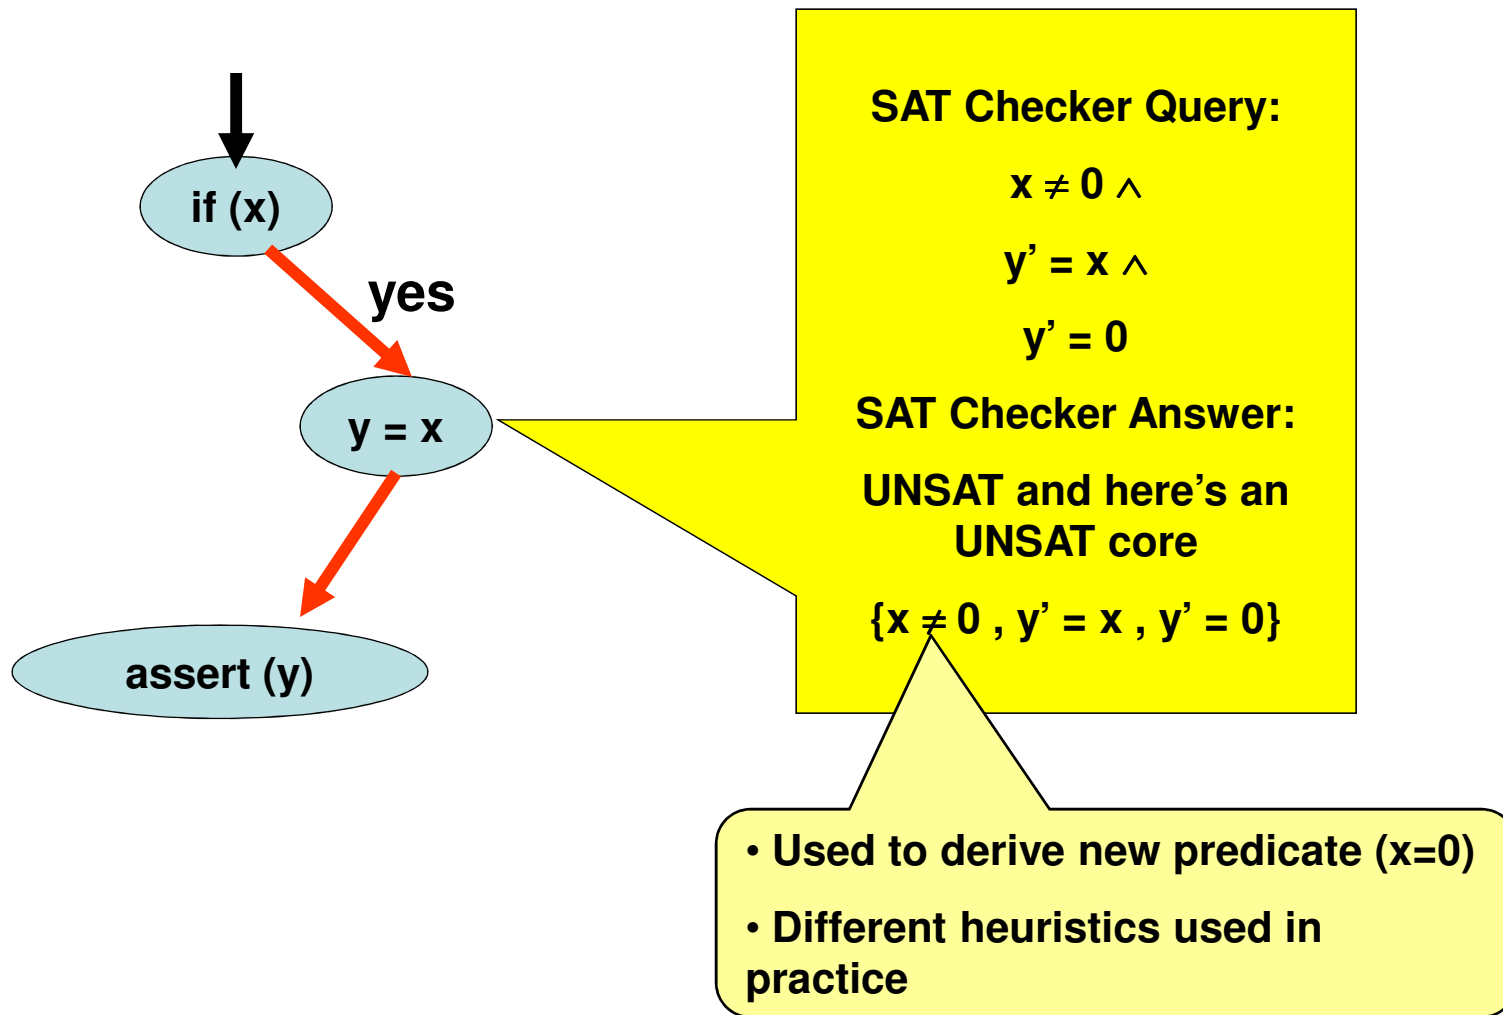 if (x)
yes
y = x
assert (y)
SAT Checker Query:
x ≠ 0 ∧
y’ = x ∧
y’ = 0
SAT Checker Answer:
UNSAT and here’s an
UNSAT core
{x ≠ 0 , y’ = x , y’ = 0}
• Used to derive new predicate (x=0)
• Different heuristics used in
practice